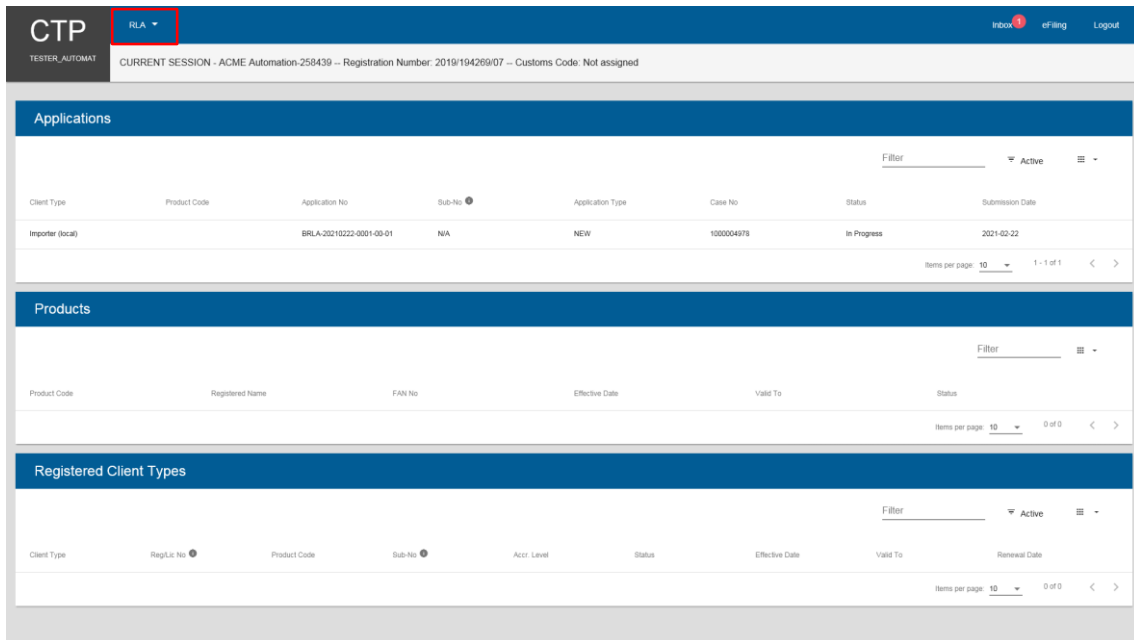 CTP
RLA
Inbox 1 eFiling Logout
TESTER_AUTOMAT
CURRENT SESSION - ACME Automation-258439 -- Registration Number: 2019/194269/07 -- Customs Code: Not assigned
Applications
Filter Active
Client Type Product Code Application No Sub-No Application Type Case No Status Submission Date
Importer (local) BRLA-20210222-0001-00-01 N/A NEW 1000004978 In Progress 2021-02-22
Items per page: 10 1 - 1 of 1
Products
Filter
Product Code Registered Name FAN No Effective Date Valid To Status
Items per page: 10 0 of 0
Registered Client Types
Filter Active
Client Type Reg/Lic No Product Code Sub-No Accr. Level Status Effective Date Valid To Renewal Date
Items per page: 10 0 of 0